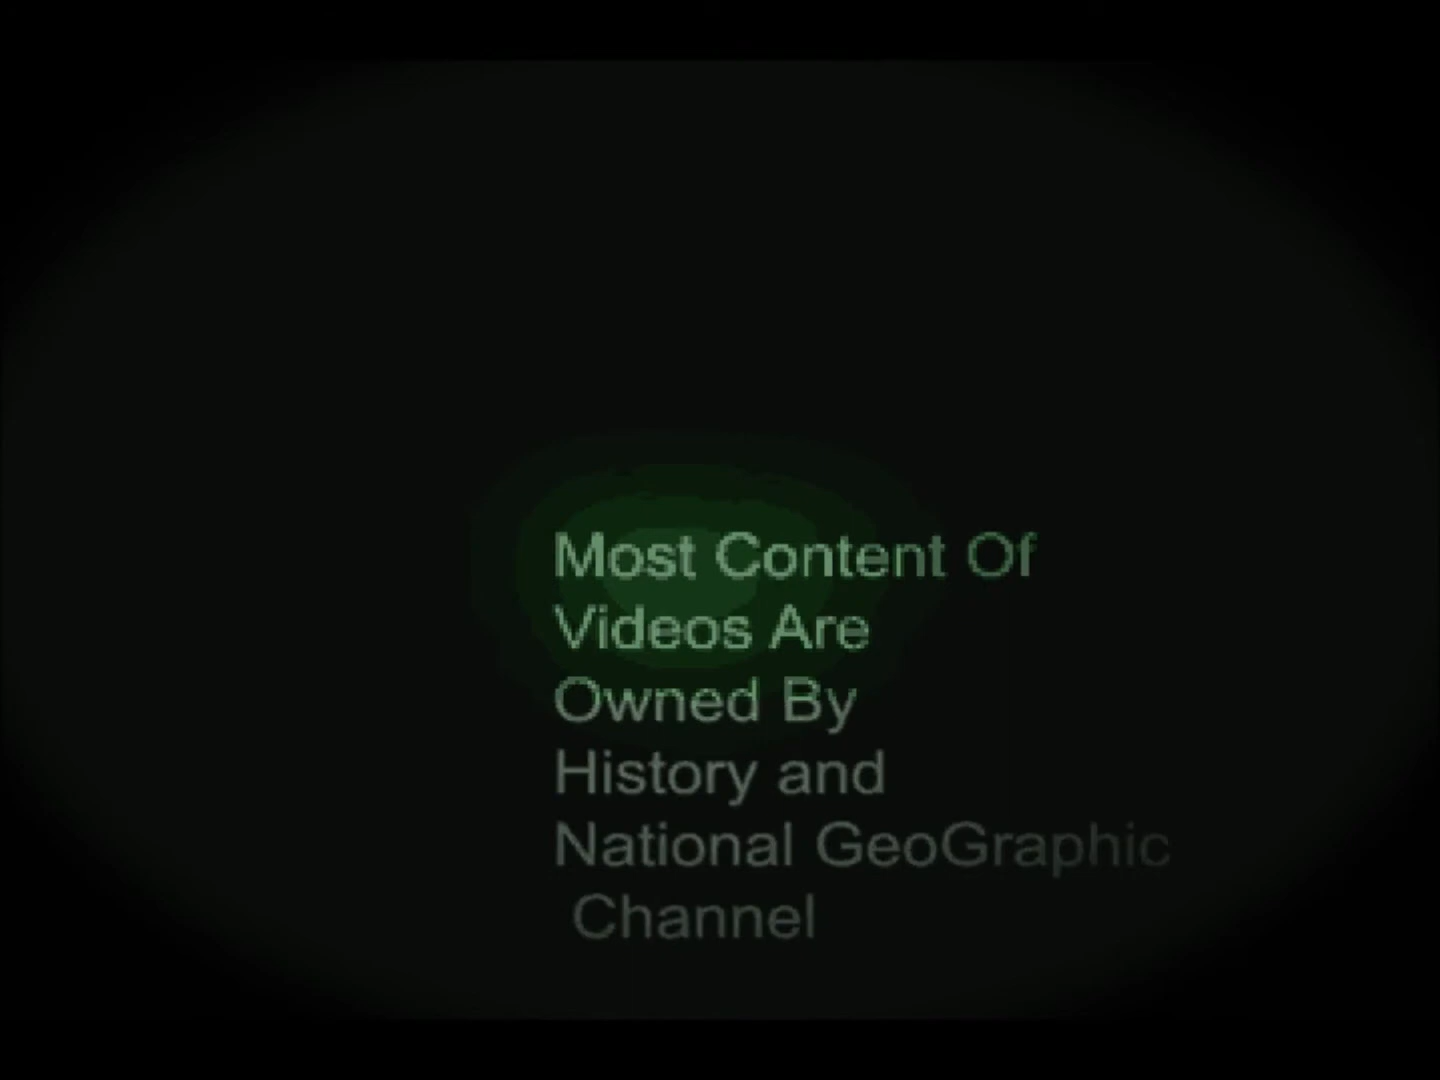 Most Content Of
Videos Are
Owned By
History and
National GeoGraphic
Channel